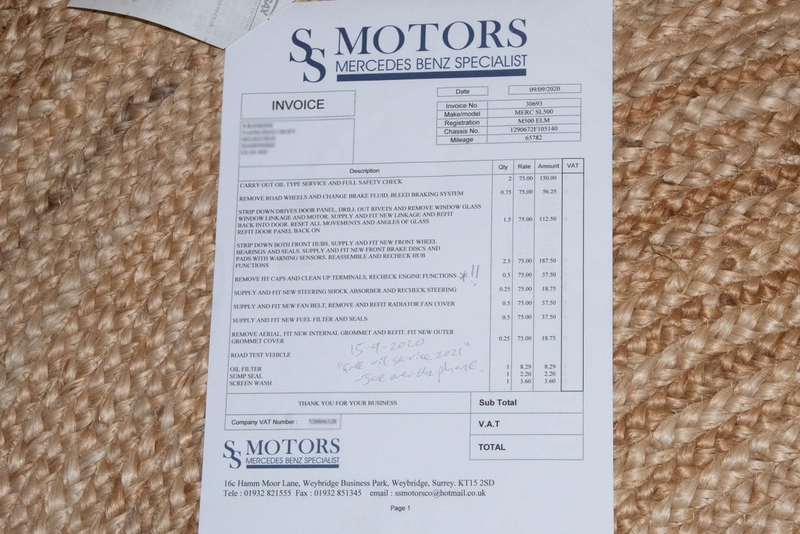 SS MOTORS
MERCEDES BENZ SPECIALIST
INVOICE
Date 09/09/2020
Invoice No. 30693
Make/model MERC SL500
Registration M500 ELM
Chassis No. 1290672F105140
Mileage 65782
Description Qty Rate Amount VAT
CARRY OUT OIL TYPE SERVICE AND FULL SAFETY CHECK 2 75.00 150.00
REMOVE ROAD WHEELS AND CHANGE BRAKE FLUID, BLEED BRAKING SYSTEM 0.75 75.00 56.25
STRIP DOWN DRIVES DOOR PANEL, DRILL OUT RIVETS AND REMOVE WINDOW GLASS
WINDOW LINKAGE AND MOTOR. SUPPLY AND FIT NEW LINKAGE AND REFIT
BACK INTO DOOR. RESET ALL MOVEMENTS AND ANGLES OF GLASS 1.5 75.00 112.50
REFIT DOOR PANEL BACK ON
STRIP DOWN BOTH FRONT HUBS. SUPPLY AND FIT NEW FRONT WHEEL
BEARINGS AND SEALS. SUPPLY AND FIT NEW FRONT BRAKE DISCS AND
PADS WITH WARNING SENSORS. REASSEMBLE AND RECHECK HUB
FUNCTIONS 2.5 75.00 187.50
REMOVE HT CAPS AND CLEAN UP TERMINALS, RECHECK ENGINE FUNCTIONS *!! 0.5 75.00 37.50
SUPPLY AND FIT NEW STEERING SHOCK ABSORBER AND RECHECK STEERING 0.25 75.00 18.75
SUPPLY AND FIT NEW FAN BELT, REMOVE AND REFIT RADIATOR FAN COVER 0.5 75.00 37.50
SUPPLY AND FIT NEW FUEL FILTER AND SEALS 0.5 75.00 37.50
REMOVE AERIAL, FIT NEW INTERNAL GROMMET AND REFIT. FIT NEW OUTER
GROMMET COVER 0.25 75.00 18.75
15-9-2020
ROAD TEST VEHICLE
"free oil service 2021"
OIL FILTER 1 8.29 8.29
- Joe over the phone.
SUMP SEAL 1 2.20 2.20
SCREEN WASH 1 3.60 3.60
THANK YOU FOR YOUR BUSINESS
Sub Total
Company VAT Number :
V.A.T
TOTAL
SS MOTORS
MERCEDES BENZ SPECIALIST
16c Hamm Moor Lane, Weybridge Business Park, Weybridge, Surrey. KT15 2SD
Tele : 01932 821555 Fax : 01932 851345 email : ssmotorsco@hotmail.co.uk
Page 1